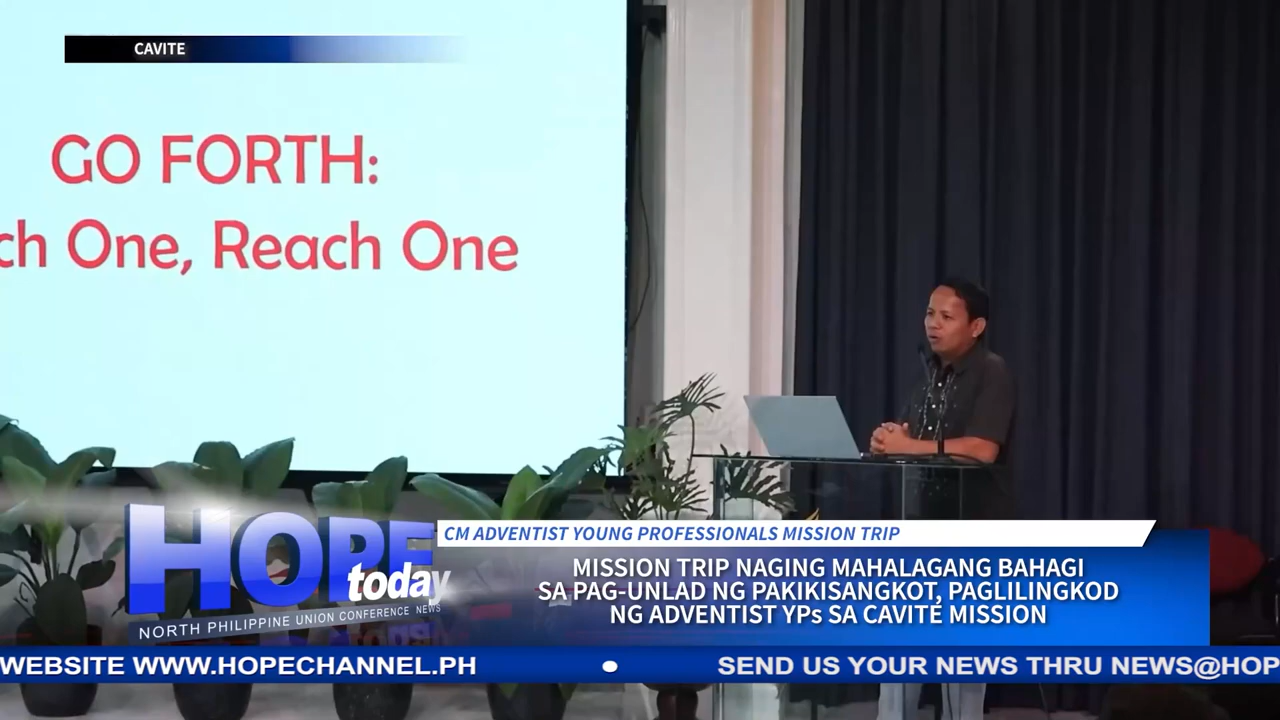 CAVITE
GO FORTH:
ch One, Reach One
HOPE
today
NORTH PHILIPPINE UNION CONFERENCE NEWS
CM ADVENTIST YOUNG PROFESSIONALS MISSION TRIP
MISSION TRIP NAGING MAHALAGANG BAHAGI
SA PAG-UNLAD NG PAKIKISANGKOT, PAGLILINGKOD
NG ADVENTIST YPs SA CAVITE MISSION
WEBSITE WWW.HOPECHANNEL.PH • SEND US YOUR NEWS THRU NEWS@HOP